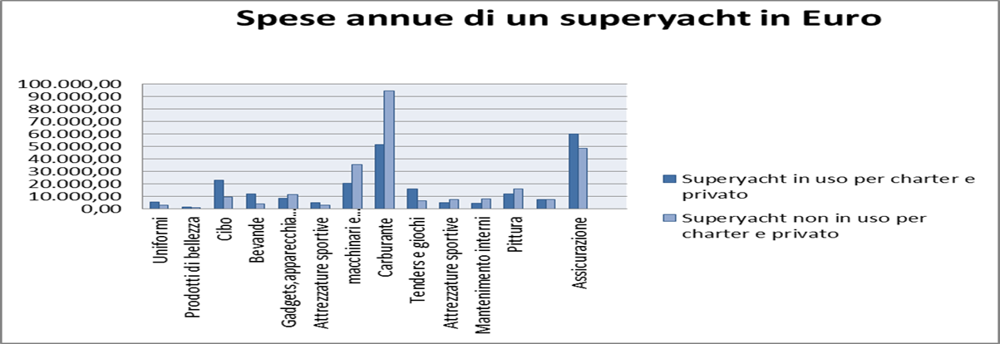 Spese annue di un superyacht in Euro
100.000,00
90.000,00
80.000,00
70.000,00
60.000,00
50.000,00
40.000,00
30.000,00
20.000,00
10.000,00
0,00
Uniformi
Prodotti di bellezza
Cibo
Bevande
Gadgets,apparecchia...
Attrezzature sportive
macchinari e...
Carburante
Tenders e giochi
Attrezzature sportive
Mantenimento interni
Pittura
Assicurazione
Superyacht in uso per charter e
privato
Superyacht non in uso per
charter e privato